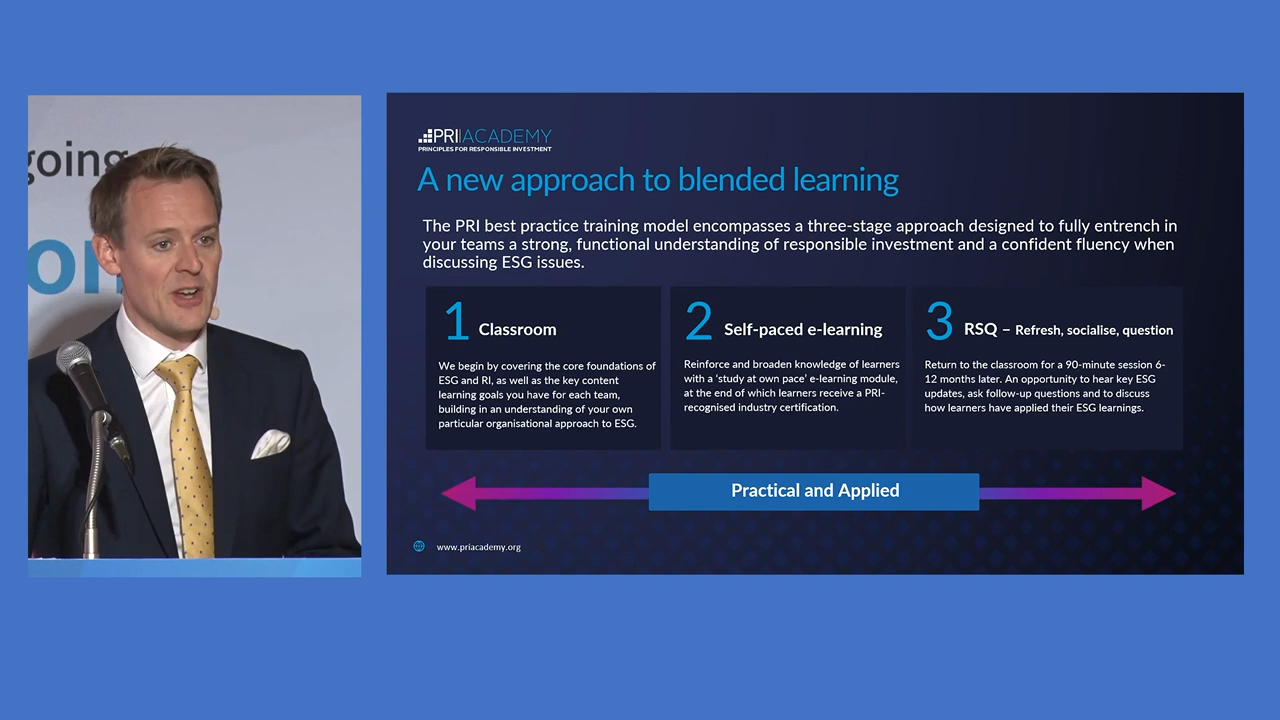 going
on
PRI ACADEMY
PRINCIPLES FOR RESPONSIBLE INVESTMENT
A new approach to blended learning
The PRI best practice training model encompasses a three-stage approach designed to fully entrench in
your teams a strong, functional understanding of responsible investment and a confident fluency when
discussing ESG issues.
1 Classroom
We begin by covering the core foundations of
ESG and RI, as well as the key content
learning goals you have for each team,
building in an understanding of your own
particular organisational approach to ESG.
2 Self-paced e-learning
Reinforce and broaden knowledge of learners
with a ‘study at own pace’ e-learning module,
at the end of which learners receive a PRI-
recognised industry certification.
3 RSQ – Refresh, socialise, question
Return to the classroom for a 90-minute session 6-
12 months later. An opportunity to hear key ESG
updates, ask follow-up questions and to discuss
how learners have applied their ESG learnings.
Practical and Applied
www.priacademy.org